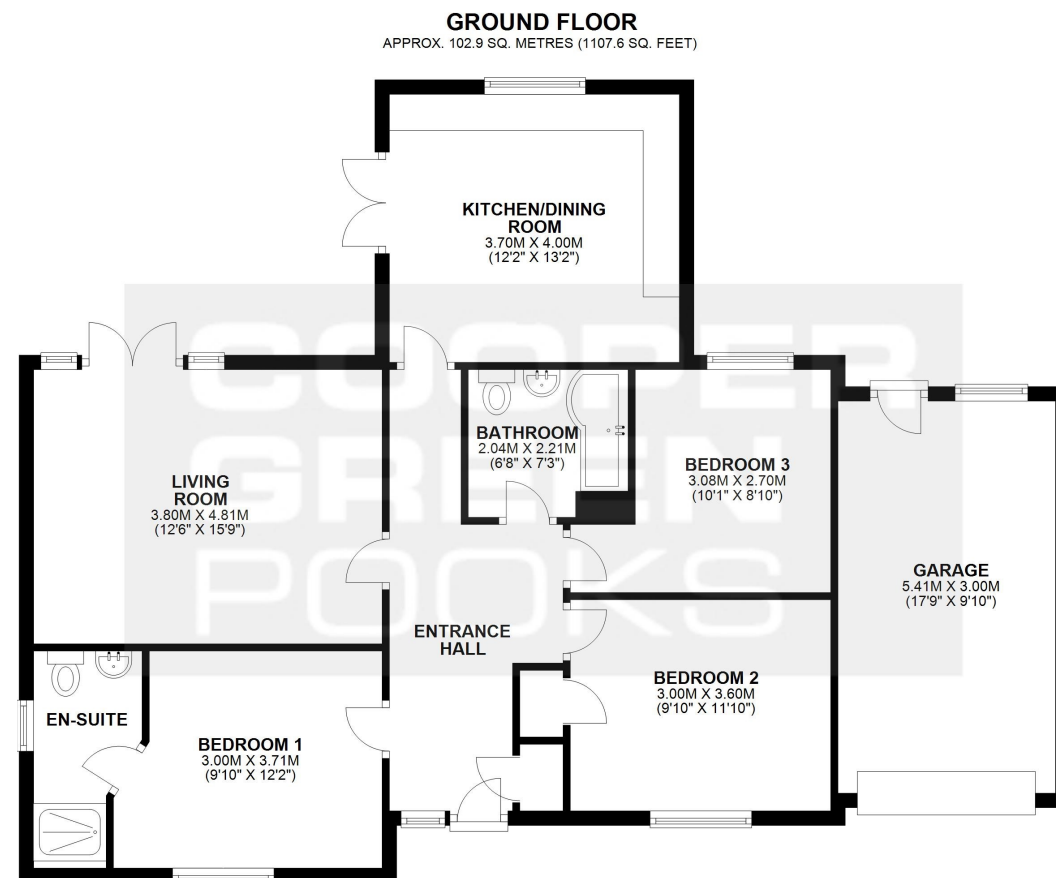 GROUND FLOOR
APPROX. 102.9 SQ. METRES (1107.6 SQ. FEET)
KITCHEN/DINING
ROOM
3.70M X 4.00M
(12'2" X 13'2")
COOPER
GREEN
POOKS
BATHROOM
2.04M X 2.21M
(6'8" X 7'3")
BEDROOM 3
3.08M X 2.70M
(10'1" X 8'10")
LIVING
ROOM
3.80M X 4.81M
(12'6" X 15'9")
GARAGE
5.41M X 3.00M
(17'9" X 9'10")
ENTRANCE
HALL
BEDROOM 2
3.00M X 3.60M
(9'10" X 11'10")
EN-SUITE
BEDROOM 1
3.00M X 3.71M
(9'10" X 12'2")